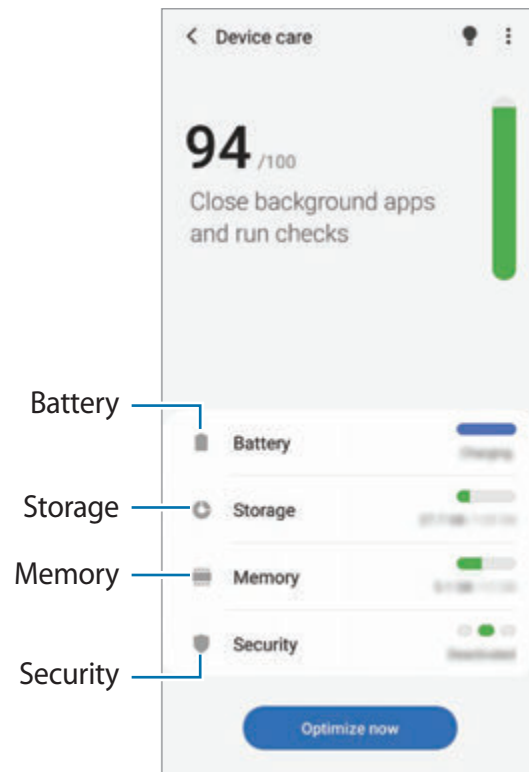 Device care
94 /100
Close background apps
and run checks
Battery
Battery
Storage
Storage
Memory
Memory
Security
Security
Optimize now